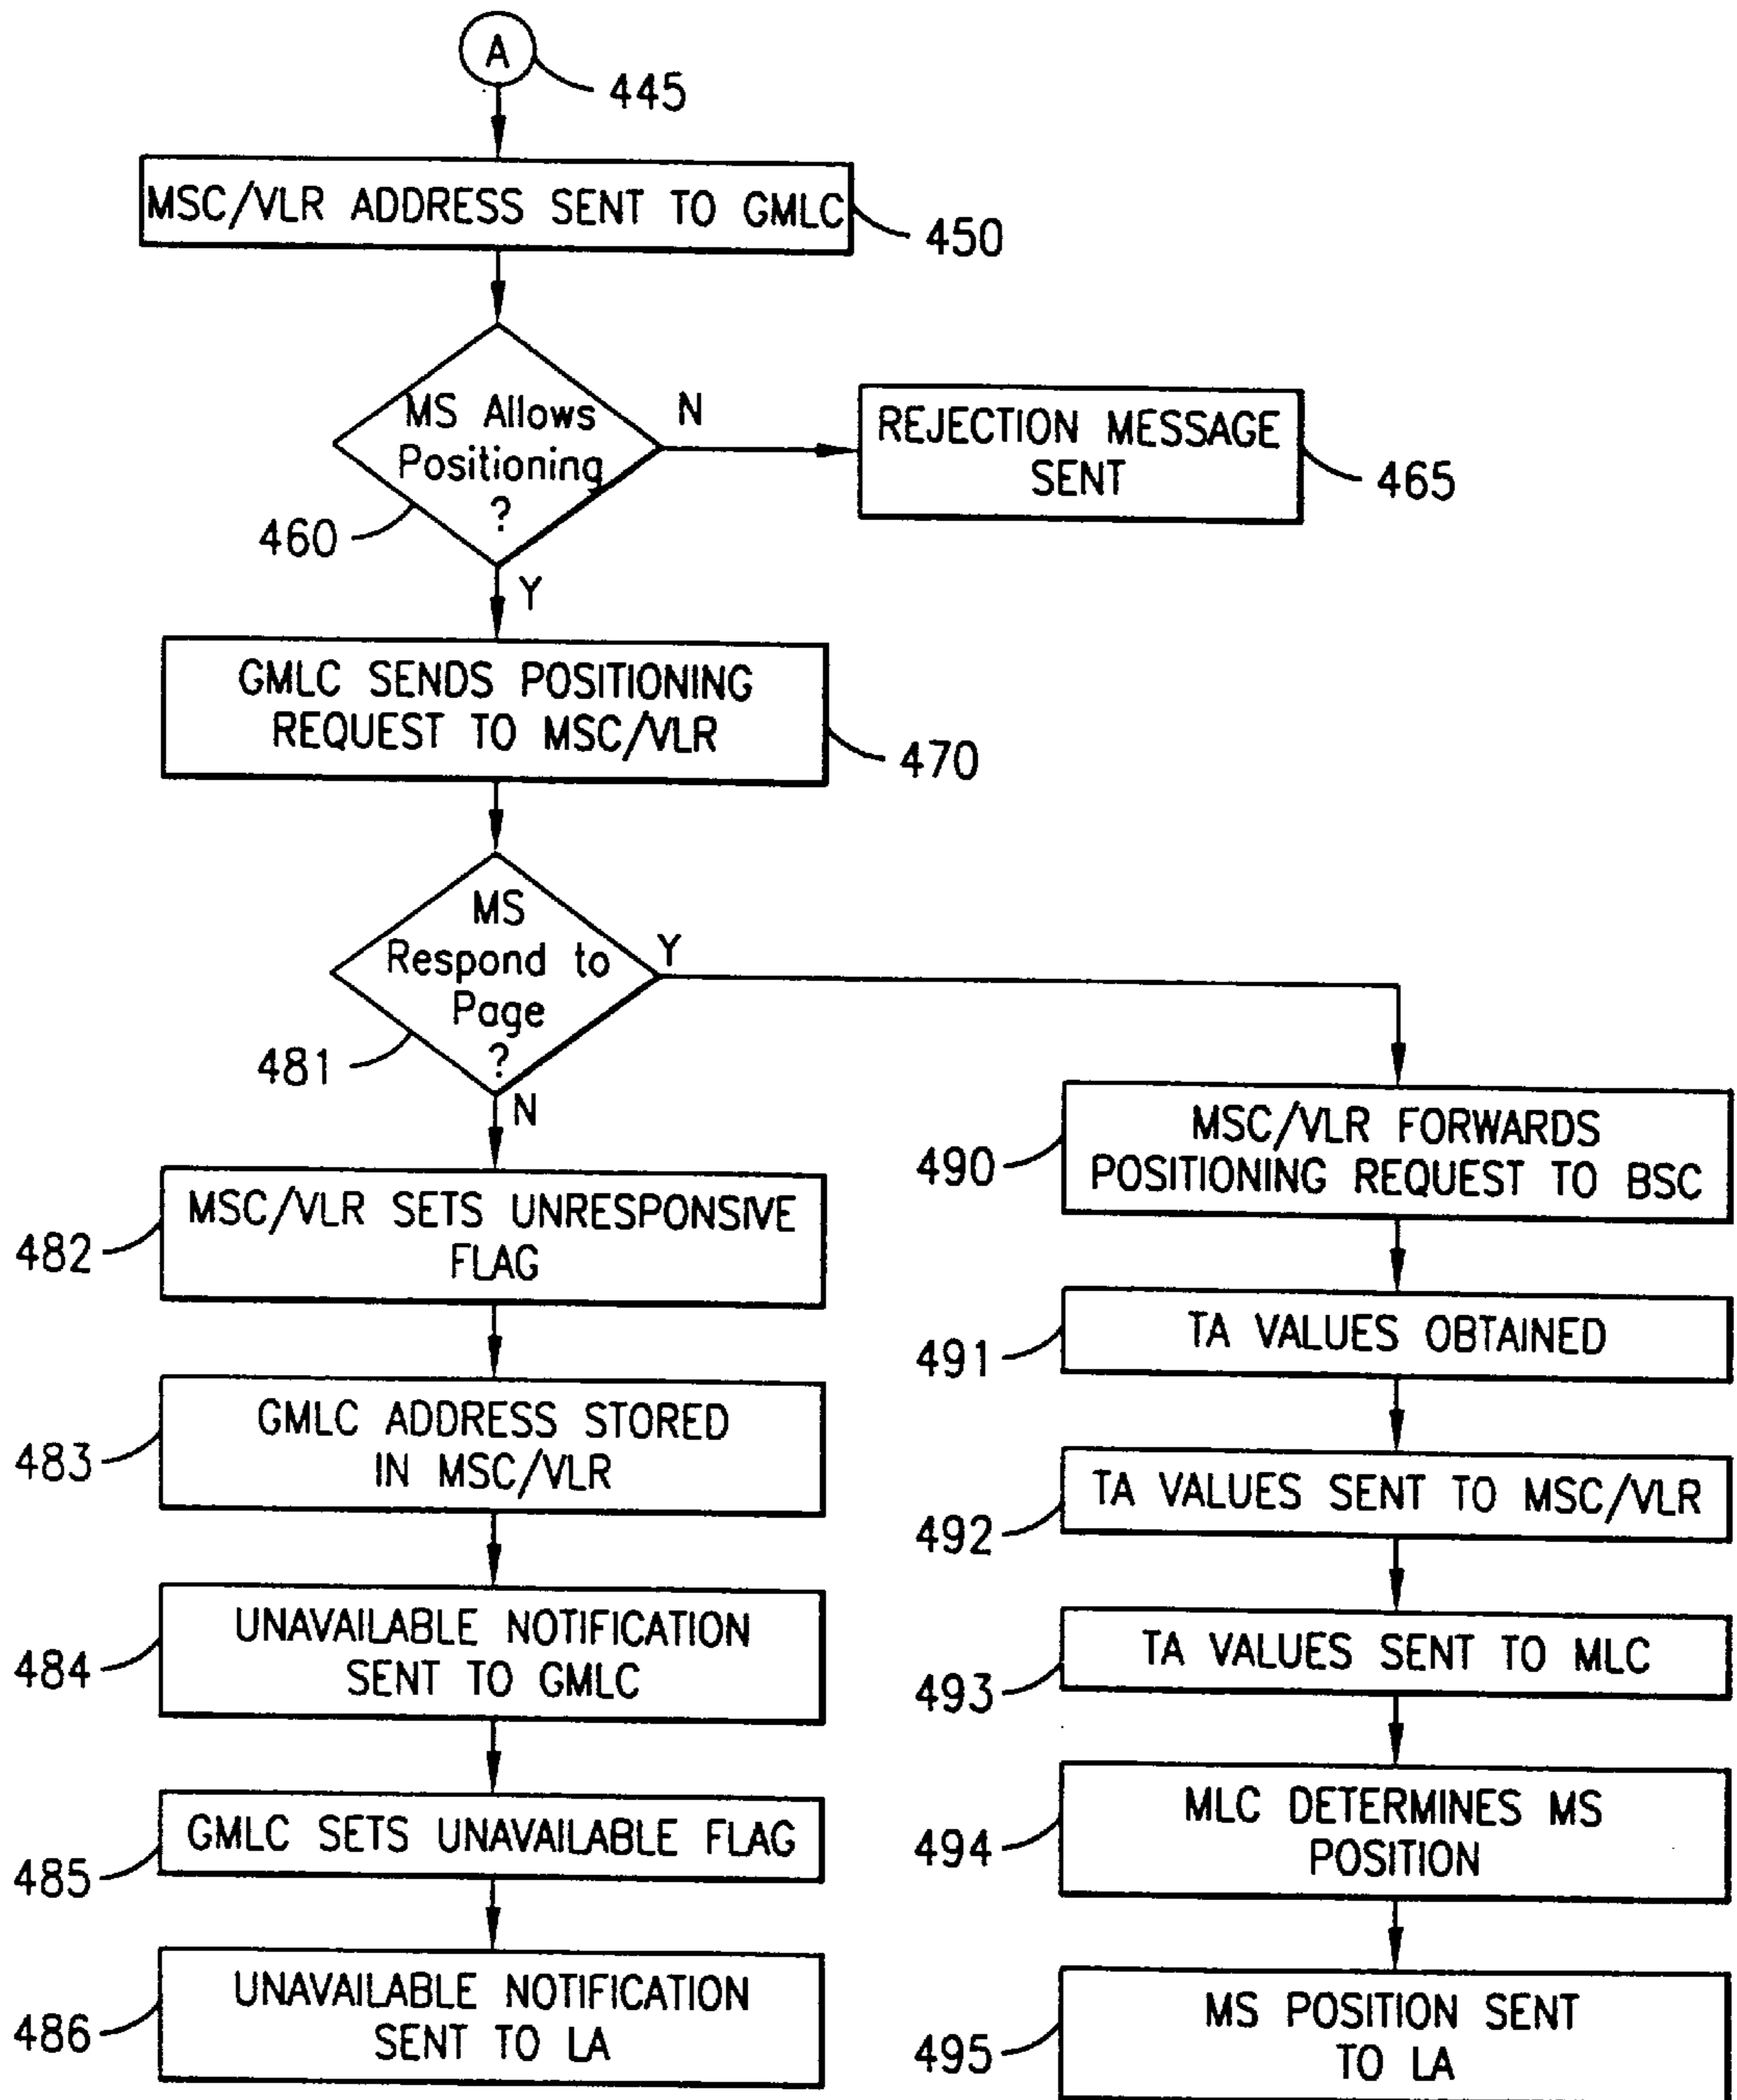 A
445
MSC/VLR ADDRESS SENT TO GMLC
450
MS Allows
Positioning
?
460
N
REJECTION MESSAGE
SENT
465
Y
GMLC SENDS POSITIONING
REQUEST TO MSC/VLR
470
MS
Respond to
Page
?
481
Y
N
MSC/VLR SETS UNRESPONSIVE
FLAG
482
GMLC ADDRESS STORED
IN MSC/VLR
483
UNAVAILABLE NOTIFICATION
SENT TO GMLC
484
GMLC SETS UNAVAILABLE FLAG
485
UNAVAILABLE NOTIFICATION
SENT TO LA
486
MSC/VLR FORWARDS
POSITIONING REQUEST TO BSC
490
TA VALUES OBTAINED
491
TA VALUES SENT TO MSC/VLR
492
TA VALUES SENT TO MLC
493
MLC DETERMINES MS
POSITION
494
MS POSITION SENT
TO LA
495